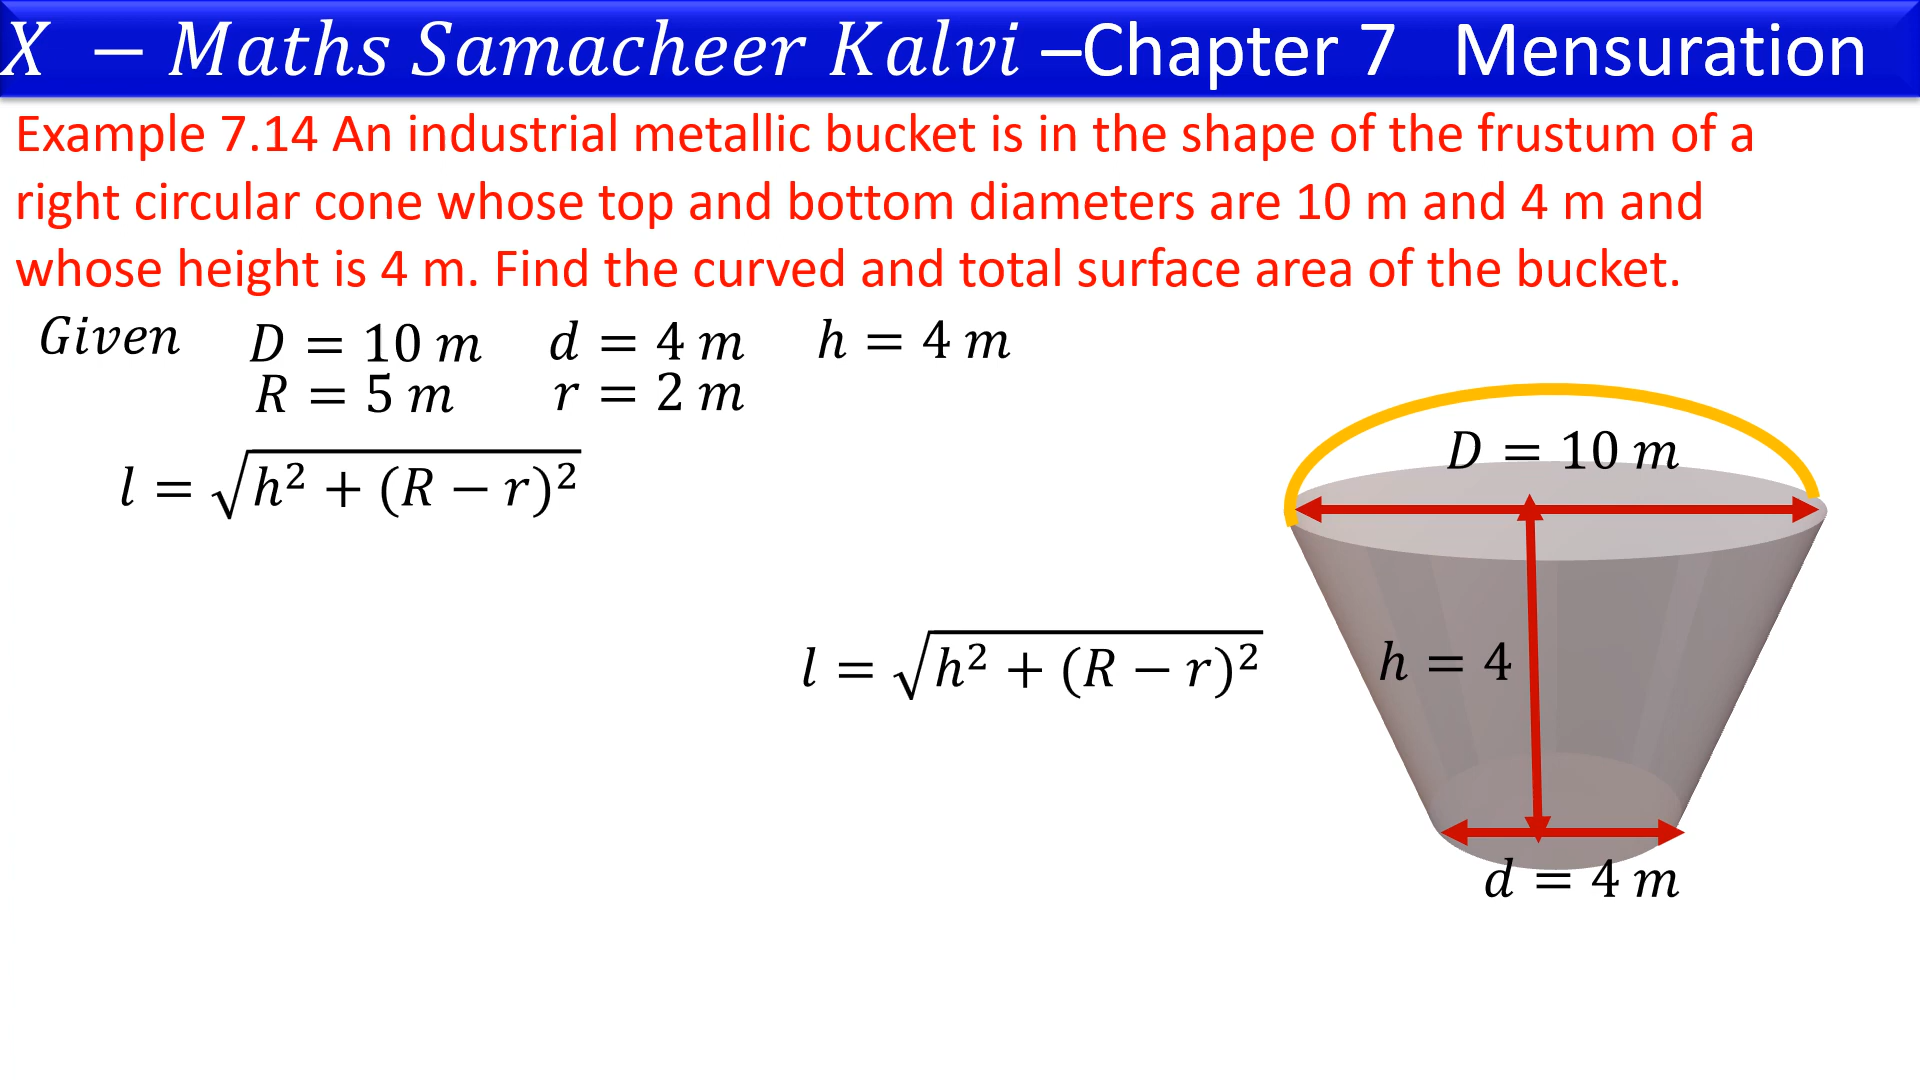 X – Maths Samacheer Kalvi –Chapter 7 Mensuration
Example 7.14 An industrial metallic bucket is in the shape of the frustum of a
right circular cone whose top and bottom diameters are 10 m and 4 m and
whose height is 4 m. Find the curved and total surface area of the bucket.
Given D = 10 m d = 4 m h = 4 m
R = 5 m r = 2 m
l = √(h² + (R − r)²)
D = 10 m
l = √(h² + (R − r)²)
h = 4
d = 4 m